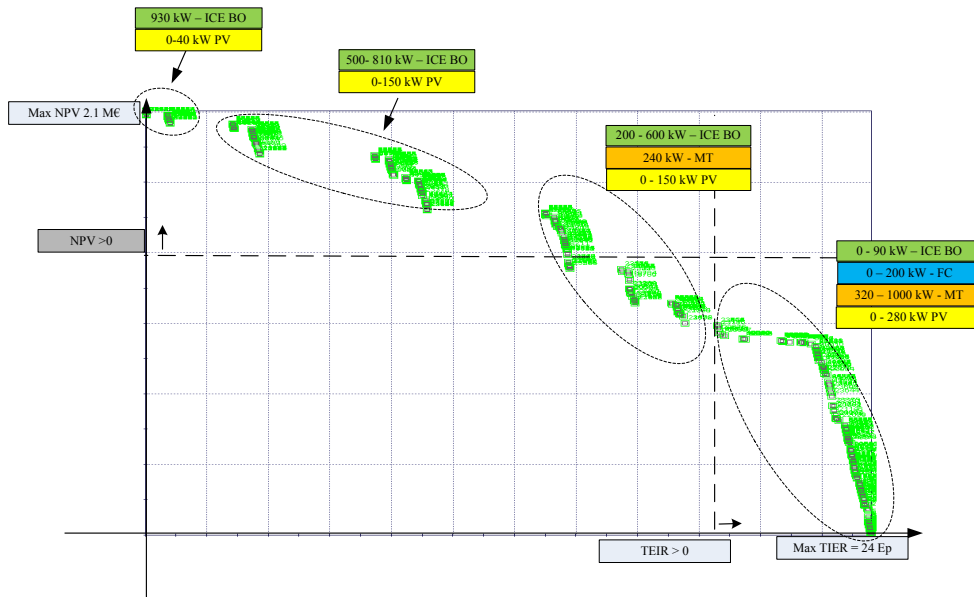 930 kW – ICE BO
0-40 kW PV
500- 810 kW – ICE BO
0-150 kW PV
Max NPV 2.1 M€
200 - 600 kW – ICE BO
240 kW - MT
0 - 150 kW PV
NPV >0
0 - 90 kW – ICE BO
0 – 200 kW - FC
320 – 1000 kW - MT
0 - 280 kW PV
TEIR > 0
Max TIER = 24 Ep